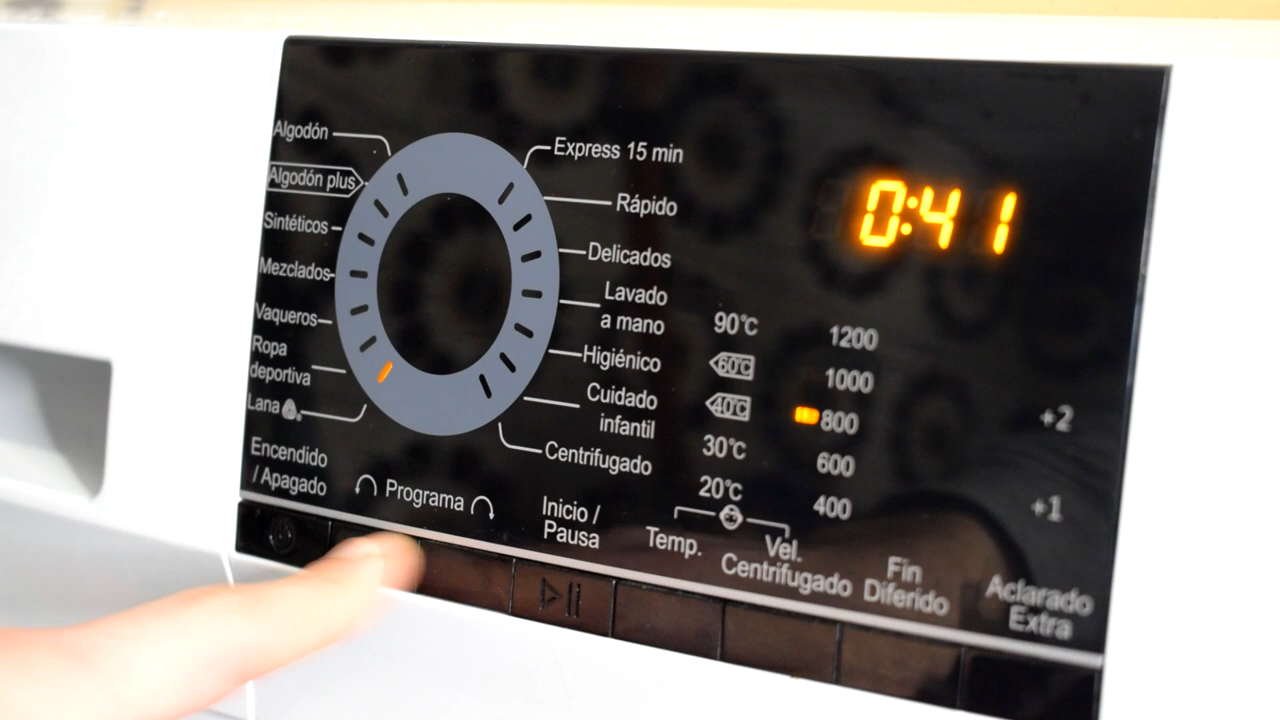 Algodón
Algodón plus
Sintéticos
Mezclados
Vaqueros
Ropa
deportiva
Lana
Express 15 min
Rápido
Delicados
Lavado
a mano
Higiénico
Cuidado
infantil
Centrifugado
0:41
90°C
60°C
40°C
30°C
20°C
1200
1000
800
600
400
+2
+1
Encendido
/ Apagado
Programa
Inicio /
Pausa
Temp.
Vel.
Centrifugado
Fin
Diferido
Aclarado
Extra